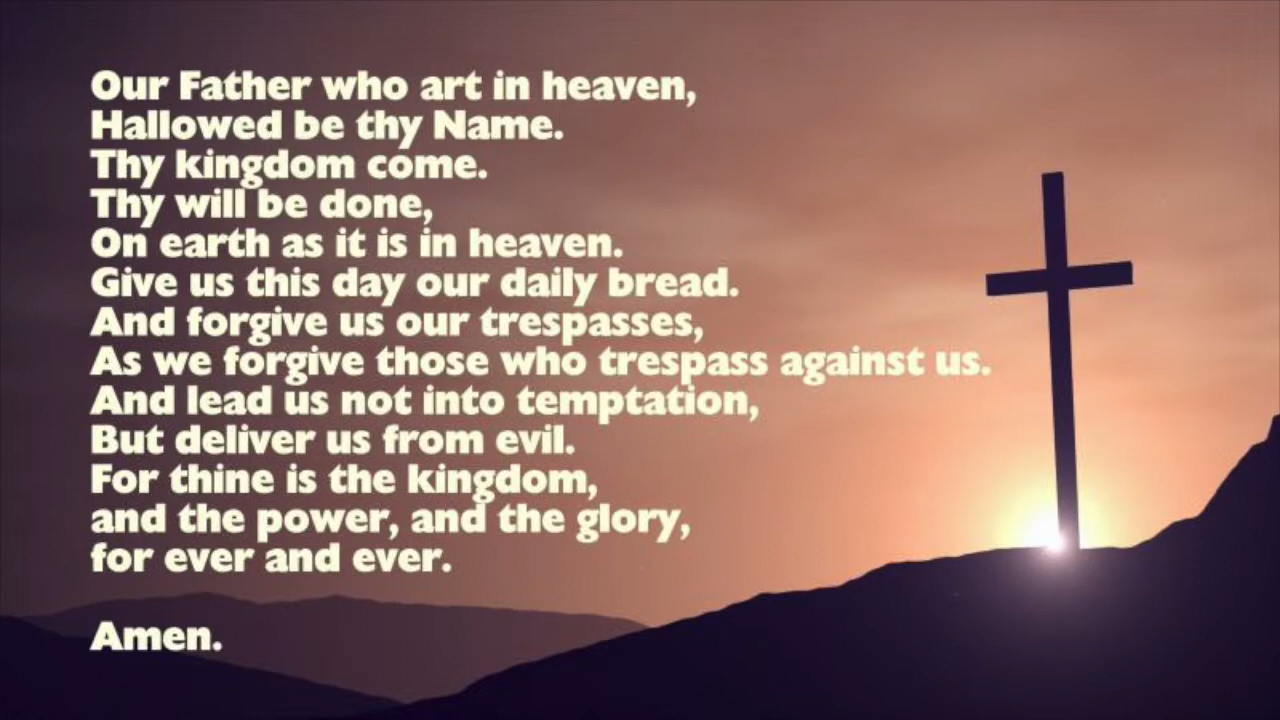 Our Father who art in heaven,
Hallowed be thy Name.
Thy kingdom come.
Thy will be done,
On earth as it is in heaven.
Give us this day our daily bread.
And forgive us our trespasses,
As we forgive those who trespass against us.
And lead us not into temptation,
But deliver us from evil.
For thine is the kingdom,
and the power, and the glory,
for ever and ever.
Amen.